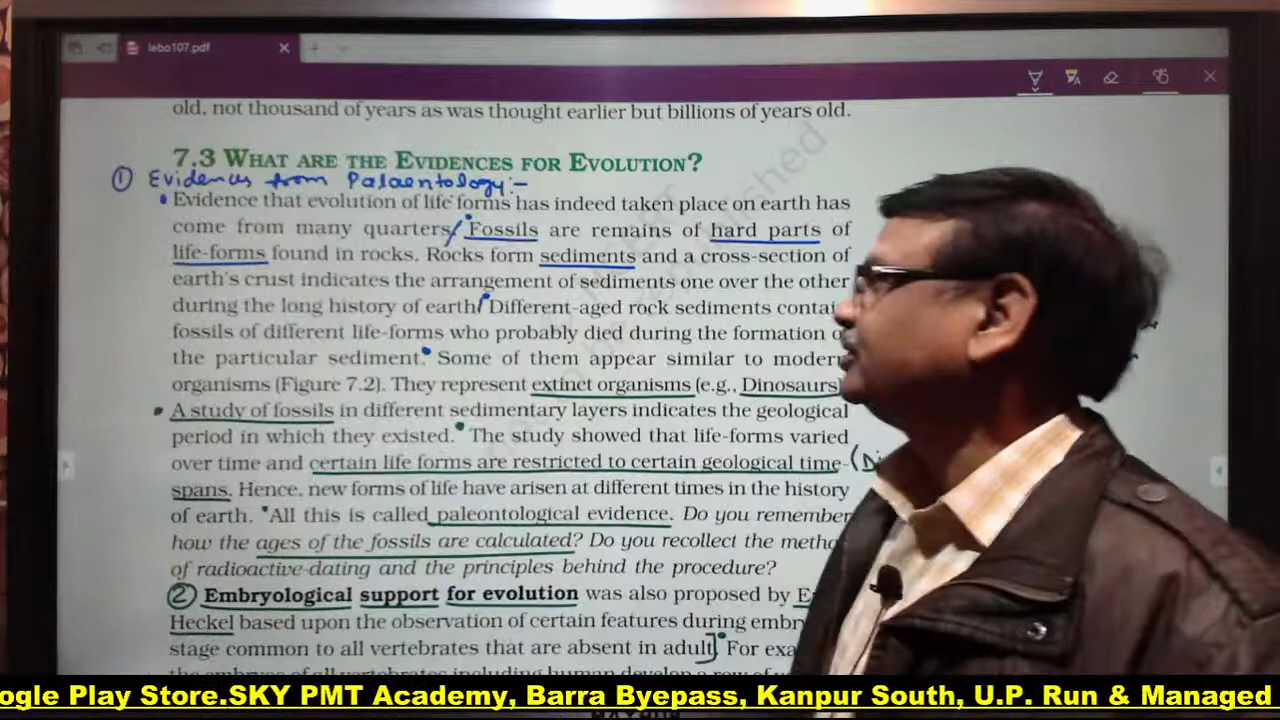 lebo107.pdf
old, not thousand of years as was thought earlier but billions of years old.
7.3 WHAT ARE THE EVIDENCES FOR EVOLUTION?
① Evidences from Palaentology:-
Evidence that evolution of life forms has indeed taken place on earth has
come from many quarters. Fossils are remains of hard parts of
life-forms found in rocks. Rocks form sediments and a cross-section of
earth's crust indicates the arrangement of sediments one over the other
during the long history of earth. Different-aged rock sediments contai
fossils of different life-forms who probably died during the formation o
the particular sediment. Some of them appear similar to modern
organisms (Figure 7.2). They represent extinct organisms (e.g., Dinosaurs)
A study of fossils in different sedimentary layers indicates the geological
period in which they existed. The study showed that life-forms varied
over time and certain life forms are restricted to certain geological time-
spans. Hence, new forms of life have arisen at different times in the history
of earth. All this is called paleontological evidence. Do you remember
how the ages of the fossils are calculated? Do you recollect the metho
of radioactive-dating and the principles behind the procedure?
② Embryological support for evolution was also proposed by E
Heckel based upon the observation of certain features during embr
stage common to all vertebrates that are absent in adult. For exa
the embryos of all vertebrates including human develop a row of
ogle Play Store.SKY PMT Academy, Barra Byepass, Kanpur South, U.P. Run & Managed